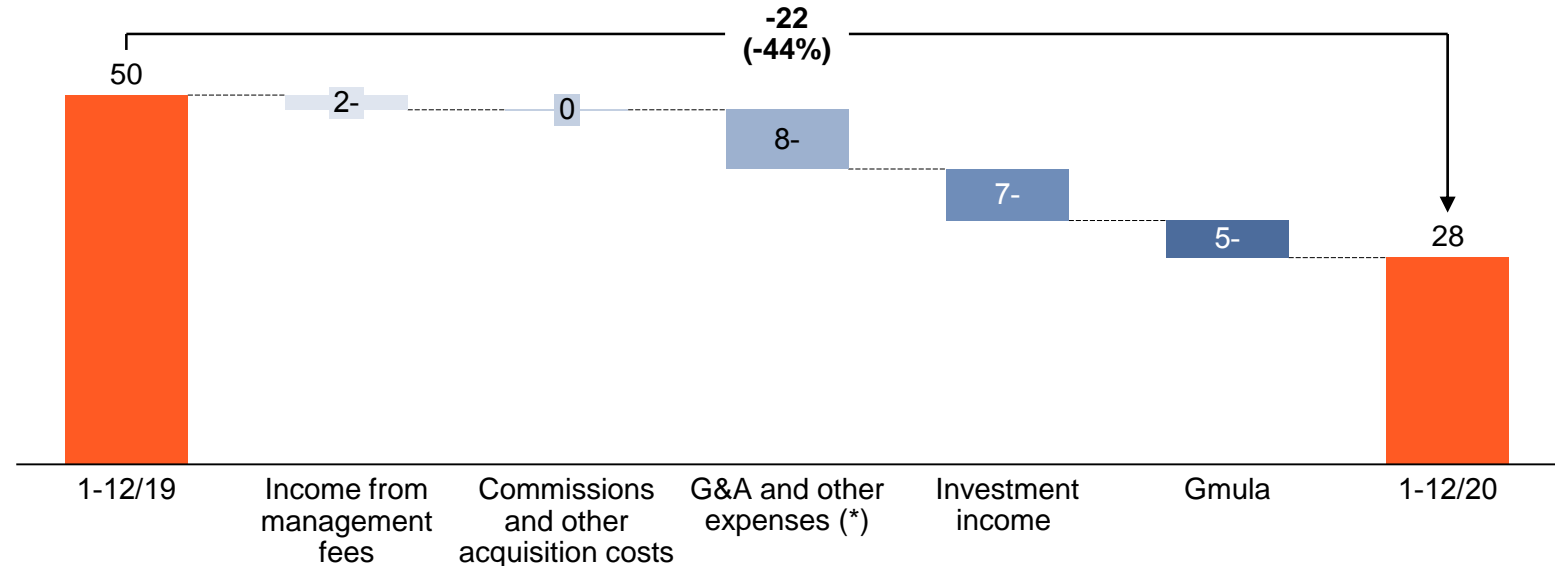 -22
(-44%)
50
2-
0
8-
7-
5-
28
1-12/19
Income from
management
fees
Commissions
and other
acquisition costs
G&A and other
expenses (*)
Investment
income
Gmula
1-12/20